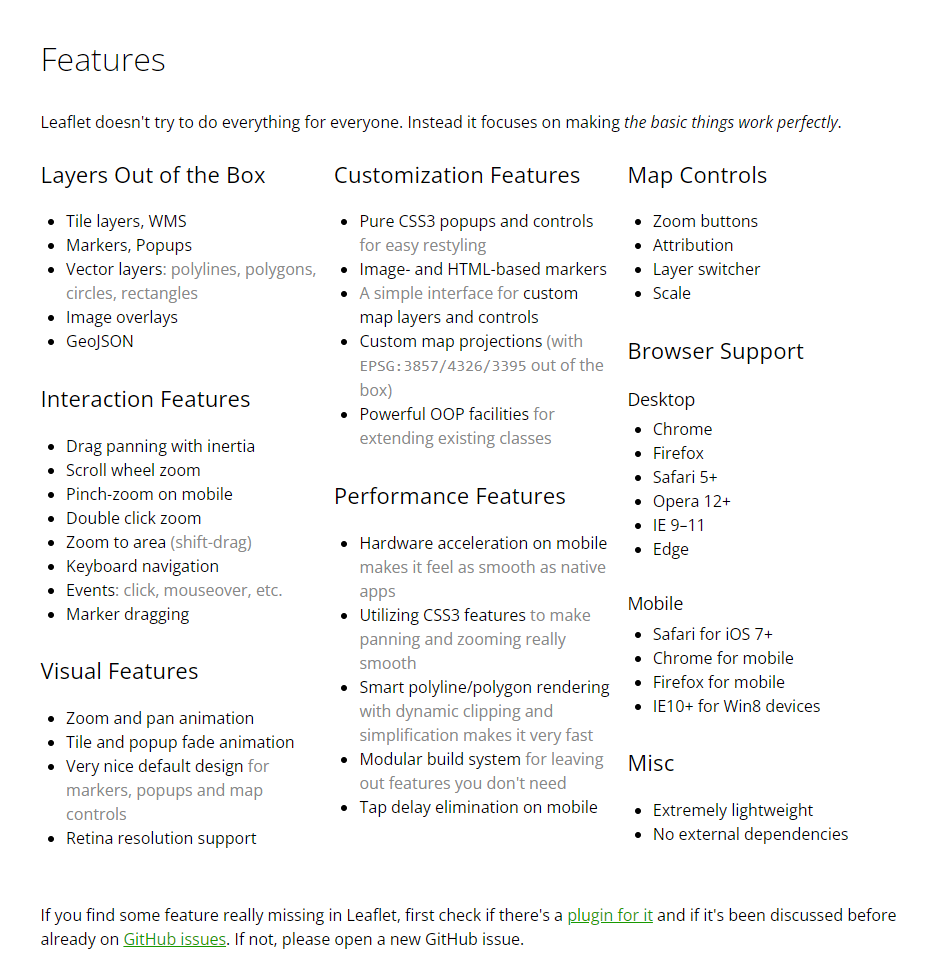 Features
Leaflet doesn't try to do everything for everyone. Instead it focuses on making the basic things work perfectly.
Layers Out of the Box
Tile layers, WMS
Markers, Popups
Vector layers: polylines, polygons,
circles, rectangles
Image overlays
GeoJSON
Interaction Features
Drag panning with inertia
Scroll wheel zoom
Pinch-zoom on mobile
Double click zoom
Zoom to area (shift-drag)
Keyboard navigation
Events: click, mouseover, etc.
Marker dragging
Visual Features
Zoom and pan animation
Tile and popup fade animation
Very nice default design for
markers, popups and map
controls
Retina resolution support
Customization Features
Pure CSS3 popups and controls
for easy restyling
Image- and HTML-based markers
A simple interface for custom
map layers and controls
Custom map projections (with
EPSG:3857/4326/3395 out of the
box)
Powerful OOP facilities for
extending existing classes
Performance Features
Hardware acceleration on mobile
makes it feel as smooth as native
apps
Utilizing CSS3 features to make
panning and zooming really
smooth
Smart polyline/polygon rendering
with dynamic clipping and
simplification makes it very fast
Modular build system for leaving
out features you don't need
Tap delay elimination on mobile
Map Controls
Zoom buttons
Attribution
Layer switcher
Scale
Browser Support
Desktop
Chrome
Firefox
Safari 5+
Opera 12+
IE 9–11
Edge
Mobile
Safari for iOS 7+
Chrome for mobile
Firefox for mobile
IE10+ for Win8 devices
Misc
Extremely lightweight
No external dependencies
If you find some feature really missing in Leaflet, first check if there's a plugin for it and if it's been discussed before
already on GitHub issues. If not, please open a new GitHub issue.